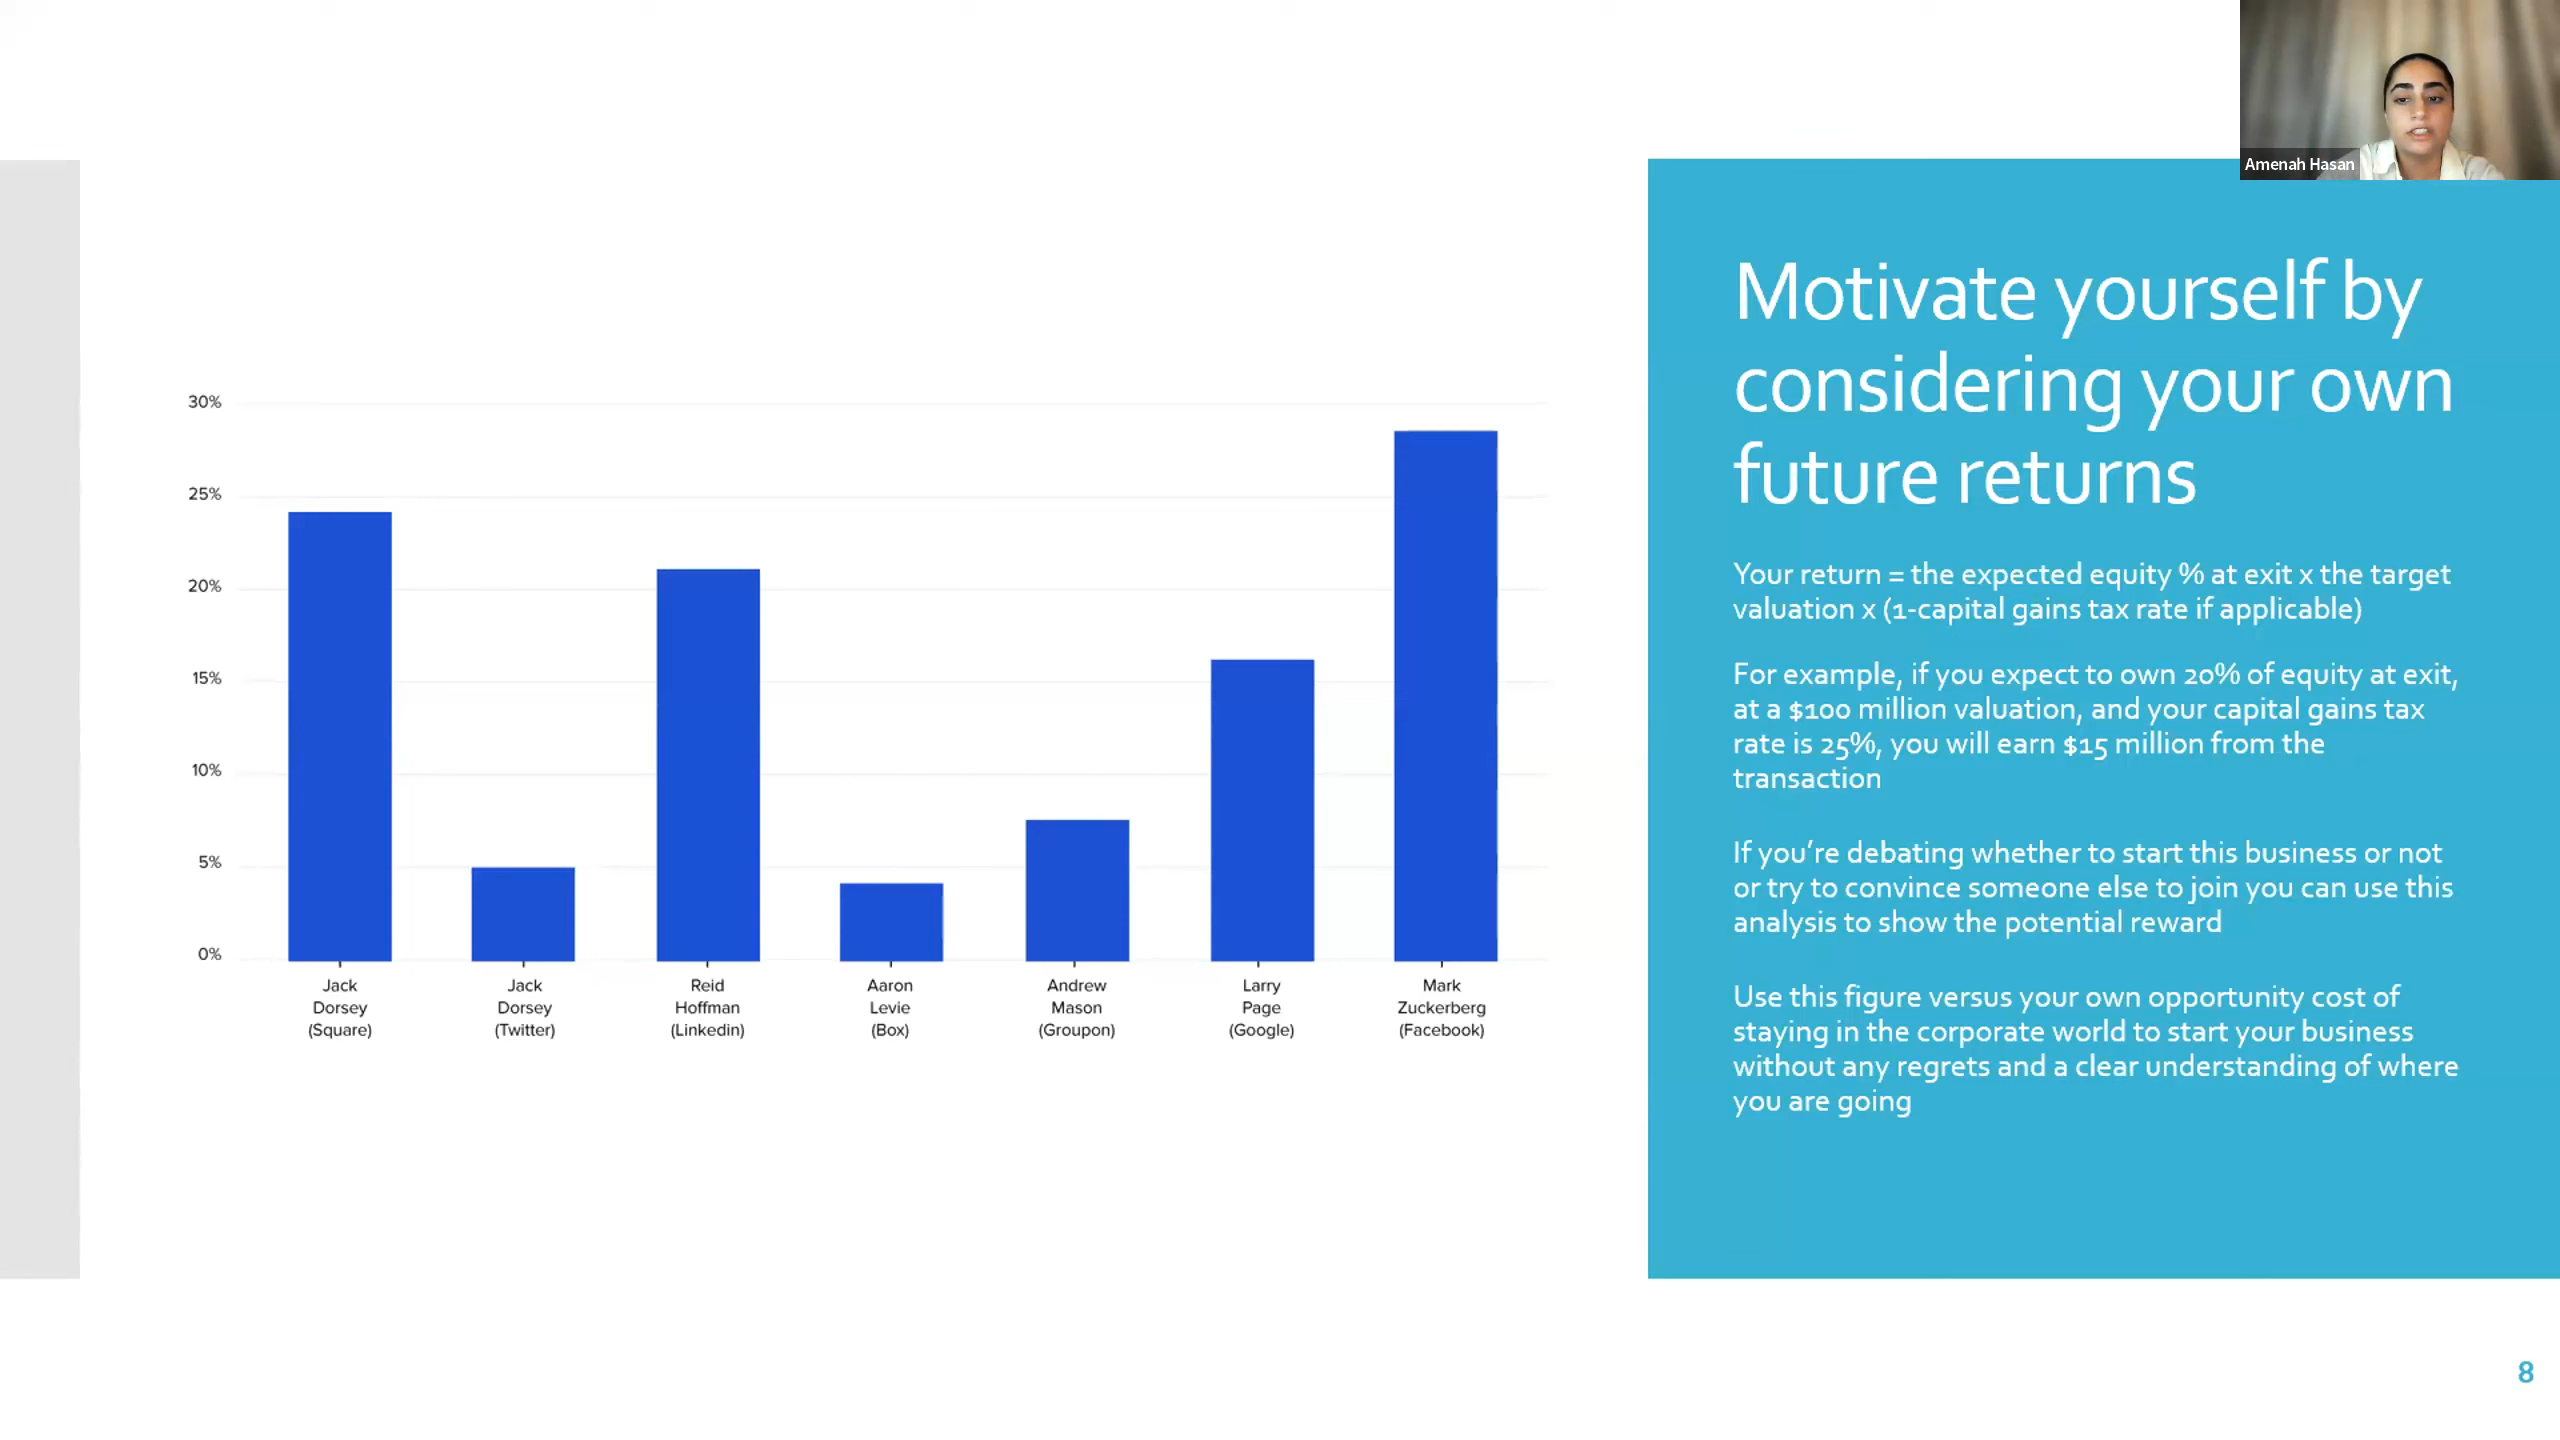 Amenah Hasan
30%
25%
20%
15%
10%
5%
0%
Jack
Dorsey
(Square)
Jack
Dorsey
(Twitter)
Reid
Hoffman
(Linkedin)
Aaron
Levie
(Box)
Andrew
Mason
(Groupon)
Larry
Page
(Google)
Mark
Zuckerberg
(Facebook)
Motivate yourself by
considering your own
future returns
Your return = the expected equity % at exit x the target
valuation x (1-capital gains tax rate if applicable)
For example, if you expect to own 20% of equity at exit,
at a $100 million valuation, and your capital gains tax
rate is 25%, you will earn $15 million from the
transaction
If you’re debating whether to start this business or not
or try to convince someone else to join you can use this
analysis to show the potential reward
Use this figure versus your own opportunity cost of
staying in the corporate world to start your business
without any regrets and a clear understanding of where
you are going
8